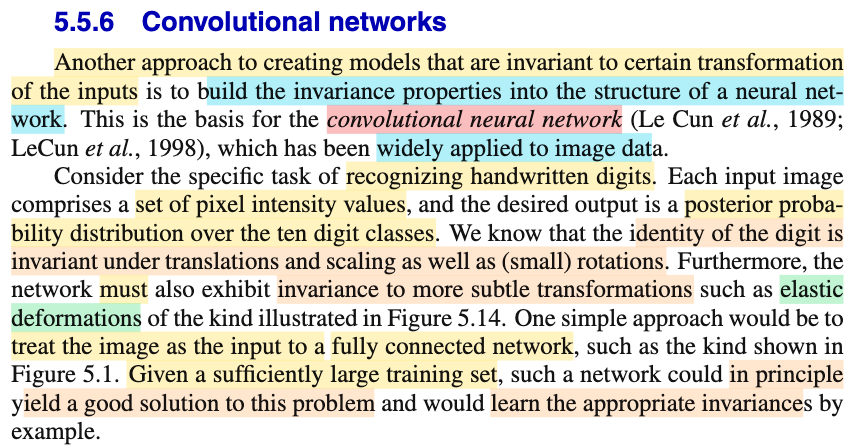 5.5.6 Convolutional networks
Another approach to creating models that are invariant to certain transformation
of the inputs is to build the invariance properties into the structure of a neural net-
work. This is the basis for the convolutional neural network (Le Cun et al., 1989;
LeCun et al., 1998), which has been widely applied to image data.
Consider the specific task of recognizing handwritten digits. Each input image
comprises a set of pixel intensity values, and the desired output is a posterior proba-
bility distribution over the ten digit classes. We know that the identity of the digit is
invariant under translations and scaling as well as (small) rotations. Furthermore, the
network must also exhibit invariance to more subtle transformations such as elastic
deformations of the kind illustrated in Figure 5.14. One simple approach would be to
treat the image as the input to a fully connected network, such as the kind shown in
Figure 5.1. Given a sufficiently large training set, such a network could in principle
yield a good solution to this problem and would learn the appropriate invariances by
example.